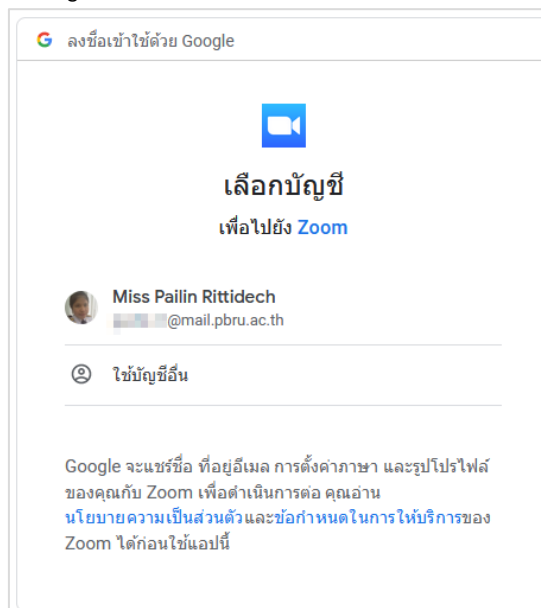 ลงชื่อเข้าใช้ด้วย Google
เลือกบัญชี
เพื่อไปยัง Zoom
Miss Pailin Rittidech
@mail.pbru.ac.th
ใช้บัญชีอื่น
Google จะแชร์ชื่อ ที่อยู่อีเมล การตั้งค่าภาษา และรูปโปรไฟล์
ของคุณกับ Zoom เพื่อดำเนินการต่อ คุณอ่าน
นโยบายความเป็นส่วนตัวและข้อกำหนดในการให้บริการของ
Zoom ได้ก่อนใช้แอปนี้